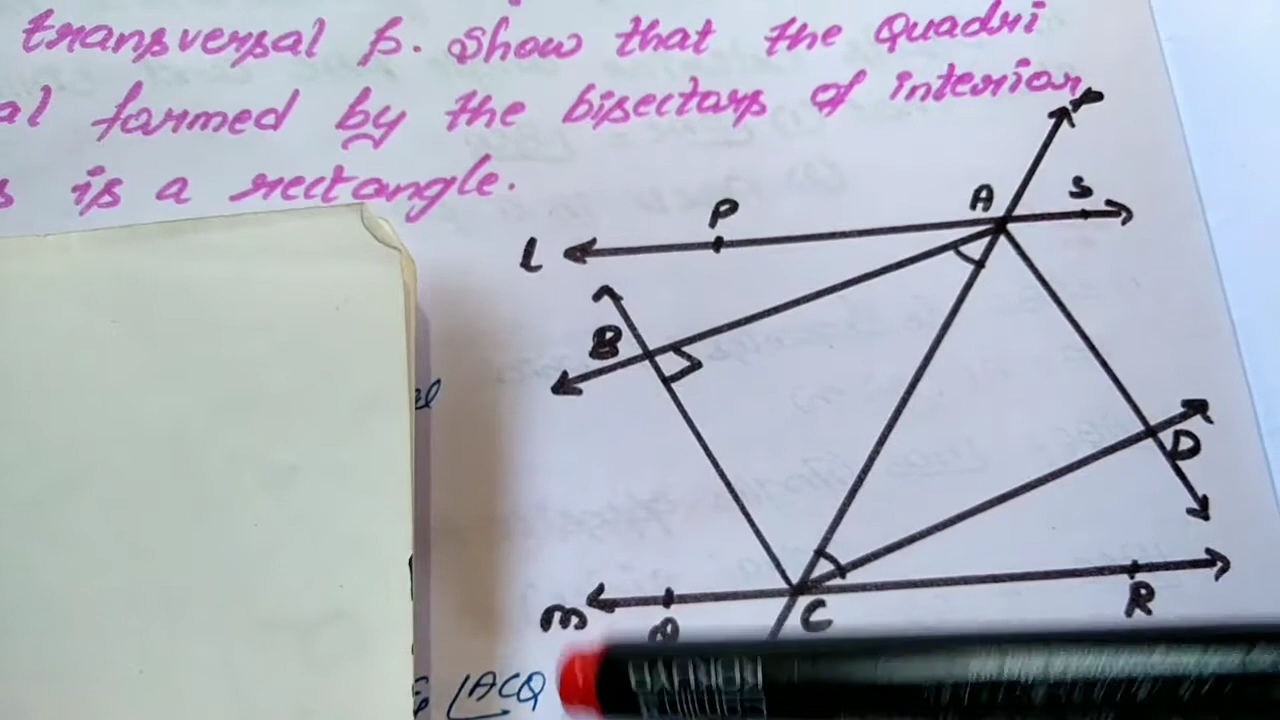 transversal p. Show that the Quadri
al formed by the bisectors of interior
s is a rectangle.
p
A
S
P
l
B
D
m
Q
C
R
∠ACQ